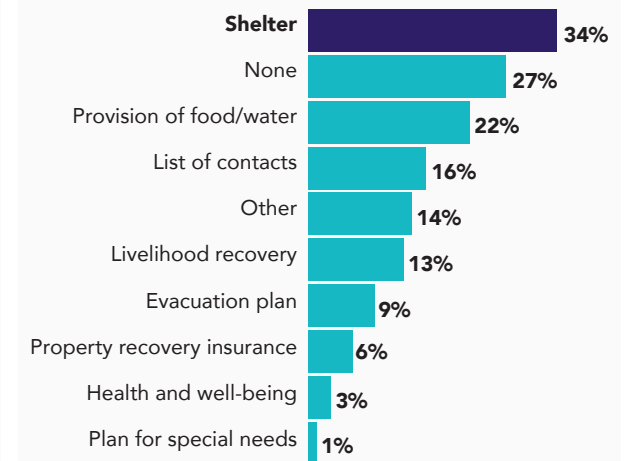 Shelter 34%
None 27%
Provision of food/water 22%
List of contacts 16%
Other 14%
Livelihood recovery 13%
Evacuation plan 9%
Property recovery insurance 6%
Health and well-being 3%
Plan for special needs 1%